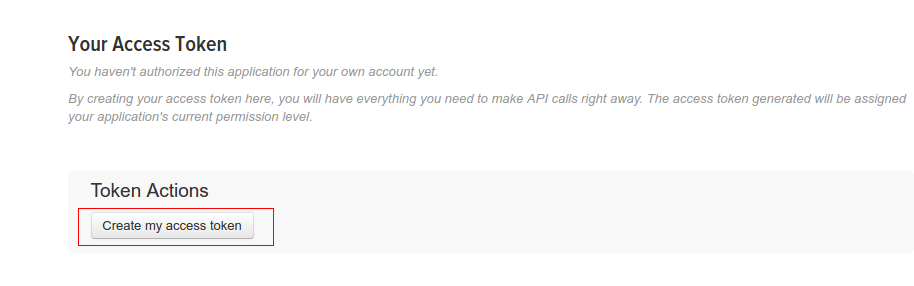 Your Access Token
You haven't authorized this application for your own account yet.
By creating your access token here, you will have everything you need to make API calls right away. The access token generated will be assigned
your application's current permission level.
Token Actions
Create my access token